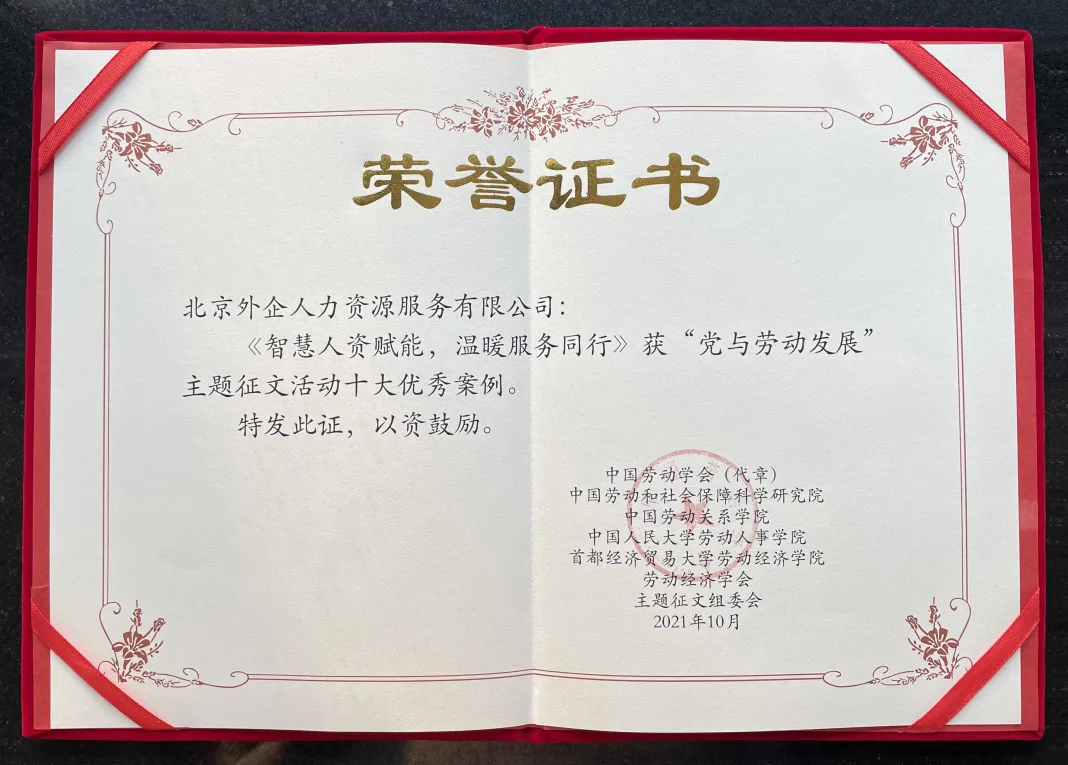 荣誉证书
北京外企人力资源服务有限公司：
《智慧人资赋能，温暖服务同行》获“党与劳动发展”
主题征文活动十大优秀案例。
特发此证，以资鼓励。
中国劳动学会（代章）
中国劳动和社会保障科学研究院
中国劳动关系学院
中国人民大学劳动人事学院
首都经济贸易大学劳动经济学院
劳动经济学会
主题征文组委会
2021年10月